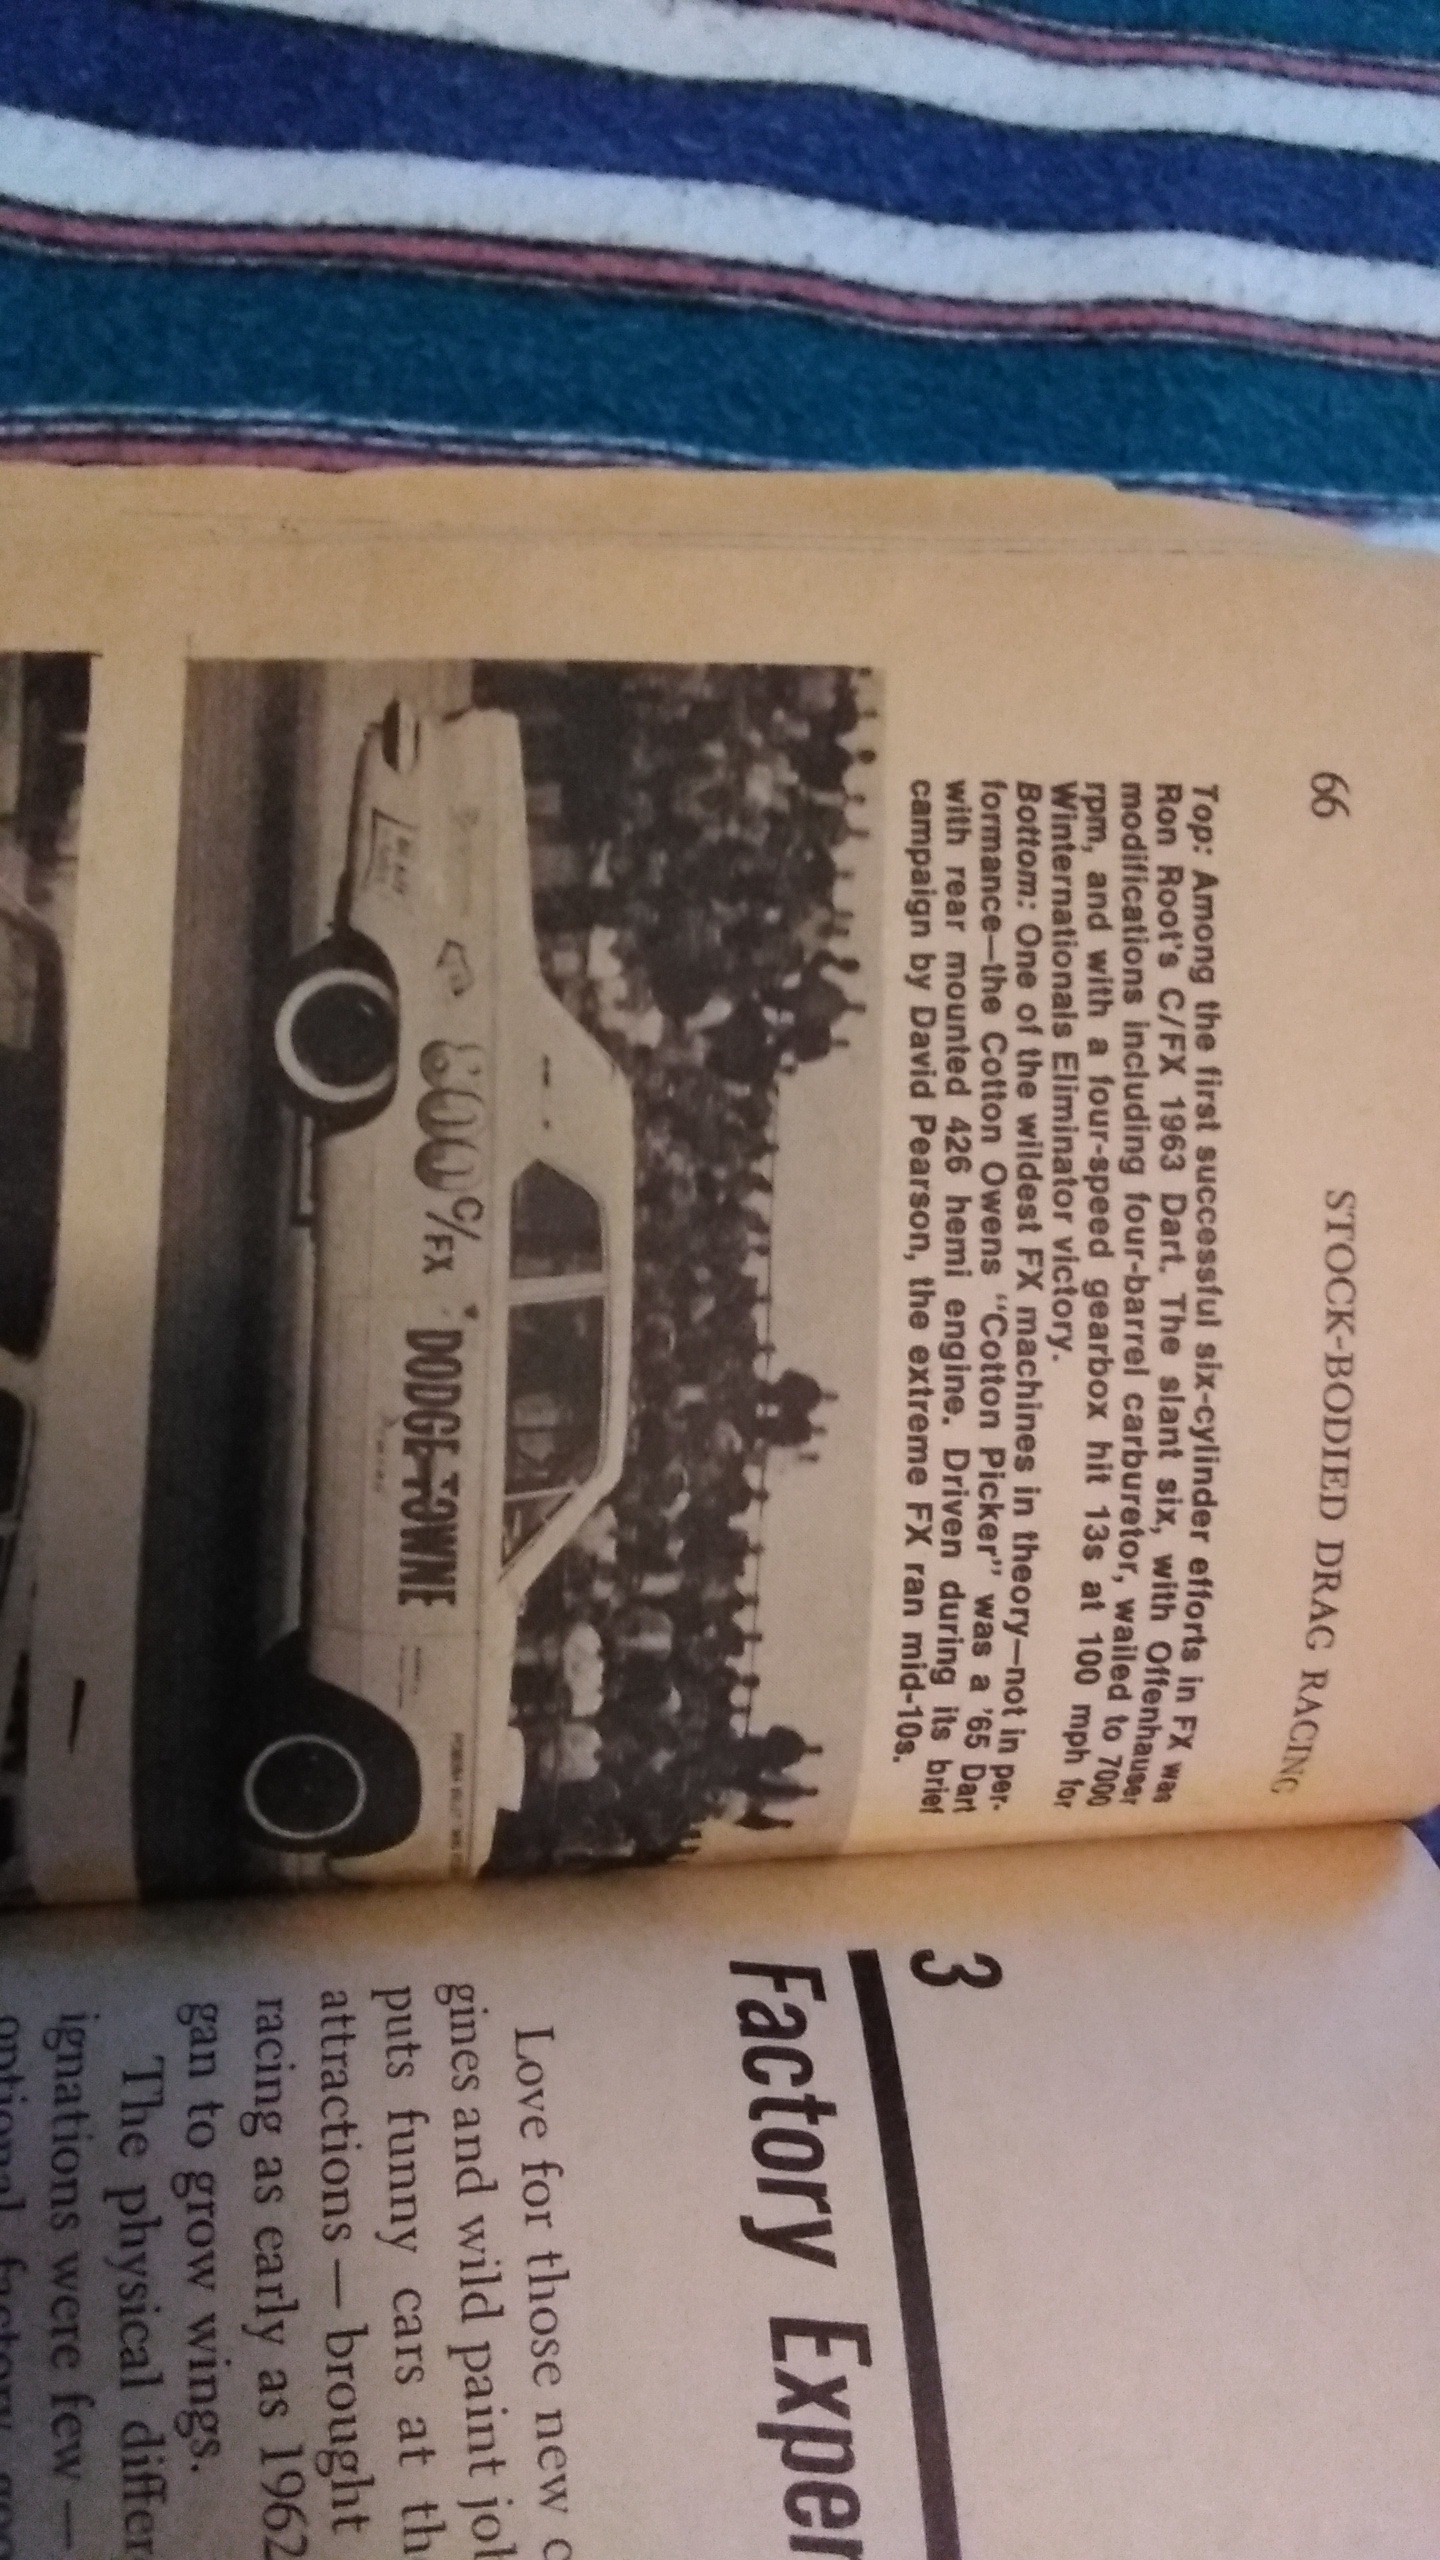 66
STOCK-BODIED DRAG RACING
Top: Among the first successful six-cylinder efforts in FX was
Ron Root's C/FX 1963 Dart. The slant six, with Offenhauser
modifications including four-barrel carburetor, wailed to 7000
rpm, and with a four-speed gearbox hit 13s at 100 mph for
Winternationals Eliminator victory.
Bottom: One of the wildest FX machines in theory—not in per-
formance—the Cotton Owens "Cotton Picker" was a '65 Dart
with rear mounted 426 hemi engine. Driven during its brief
campaign by David Pearson, the extreme FX ran mid-10s.
600 C/FX DODGE-TOWNE
3
Factory Exper
Love for those new
gines and wild paint
puts funny cars at
attractions — brought
racing as early as 1962
gan to grow wings.
The physical differ
ignations were few —